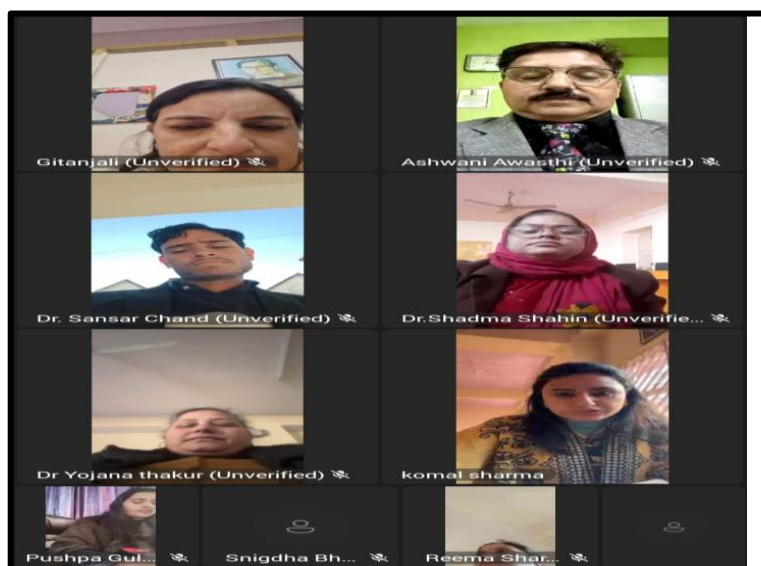 Gitanjali (Unverified)
Ashwani Awasthi (Unverified)
Dr. Sansar Chand (Unverified)
Dr.Shadma Shahin (Unverifie...
Dr Yojana thakur (Unverified)
komal sharma
Pushpa Gul...
Snigdha Bh...
Reema Shar...